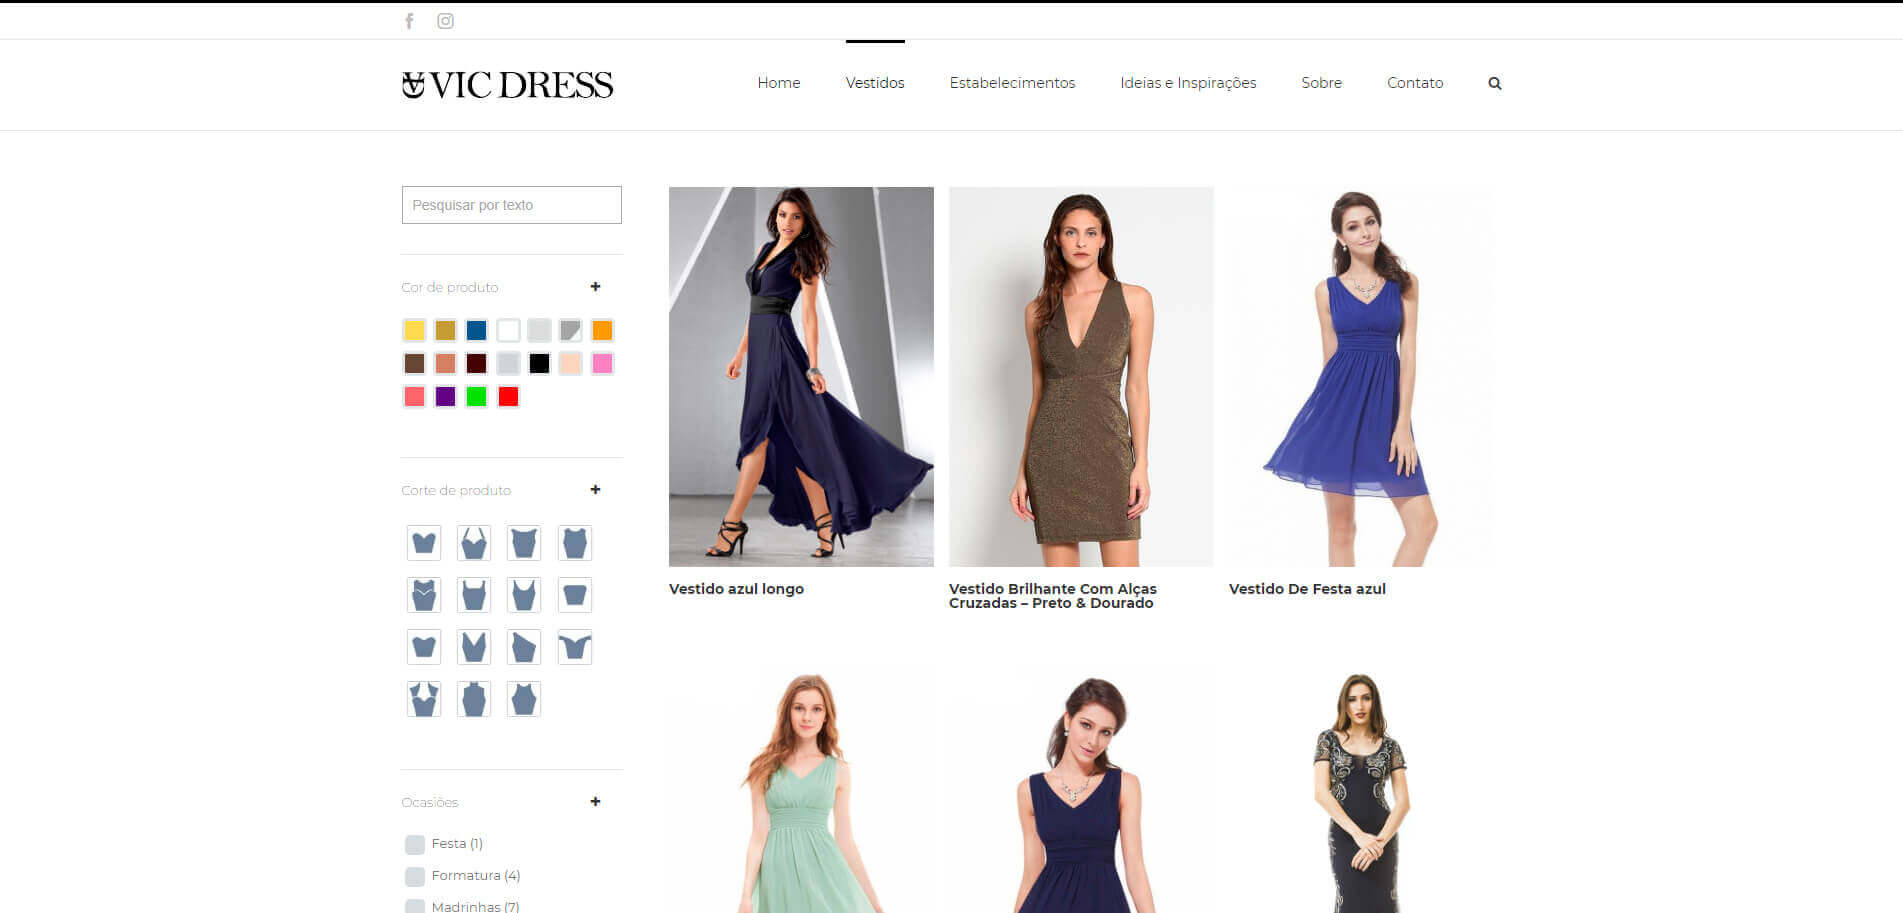 VIC DRESS
Home Vestidos Estabelecimentos Ideias e Inspirações Sobre Contato
Pesquisar por texto
Cor de produto
Corte de produto
Ocasiões
Festa (1)
Formatura (4)
Madrinhas (7)
Vestido azul longo
Vestido Brilhante Com Alças
Cruzadas – Preto & Dourado
Vestido De Festa azul